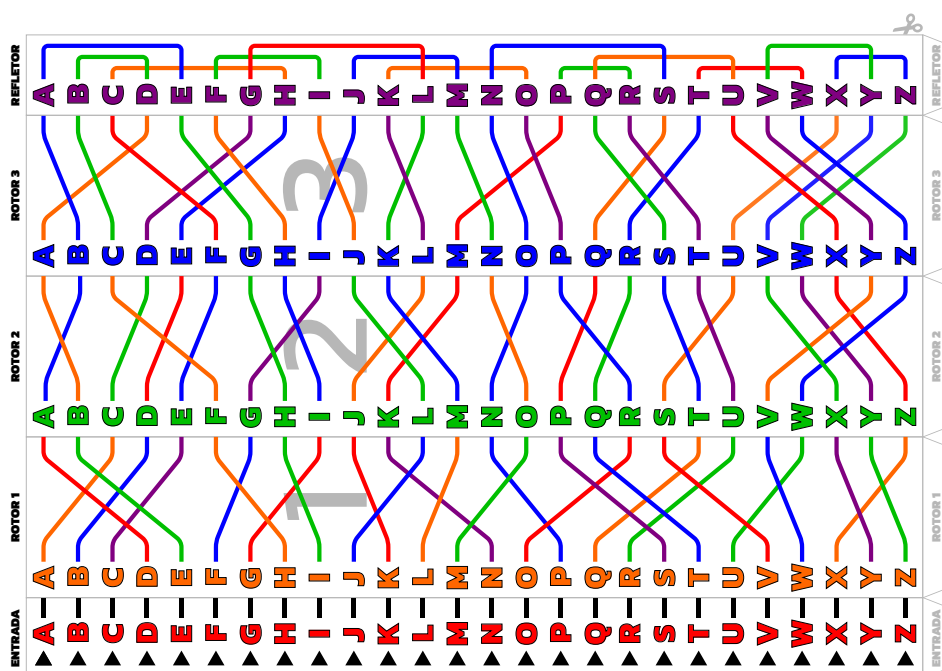 REFLETOR A B C D E F G H I J K L M N O P Q R S T U V W X Y Z REFLETOR
ROTOR 3 3 ROTOR 3
A B C D E F G H I J K L M N O P Q R S T U V W X Y Z
ROTOR 2 2 ROTOR 2
A B C D E F G H I J K L M N O P Q R S T U V W X Y Z
ROTOR 1 1 ROTOR 1
A B C D E F G H I J K L M N O P Q R S T U V W X Y Z
ENTRADA A B C D E F G H I J K L M N O P Q R S T U V W X Y Z ENTRADA